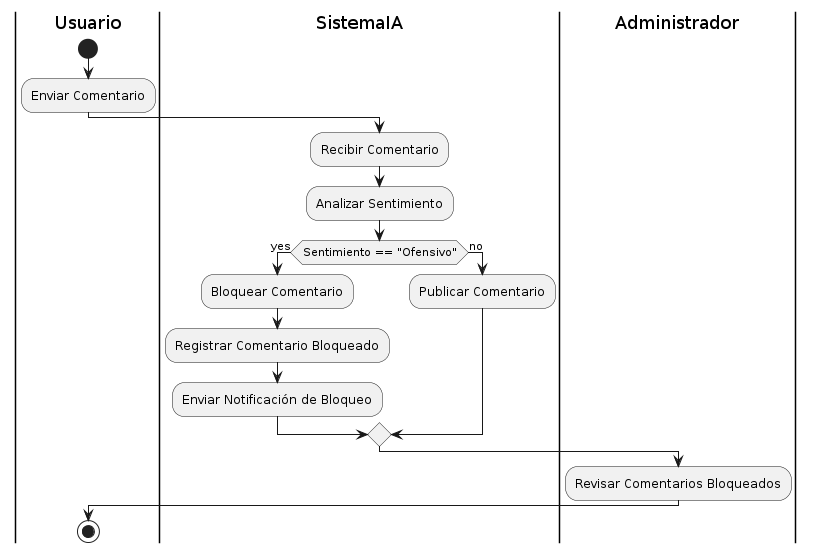 Usuario
SistemaIA
Administrador
Enviar Comentario
Recibir Comentario
Analizar Sentimiento
yes
Sentimiento == "Ofensivo"
no
Bloquear Comentario
Publicar Comentario
Registrar Comentario Bloqueado
Enviar Notificación de Bloqueo
Revisar Comentarios Bloqueados